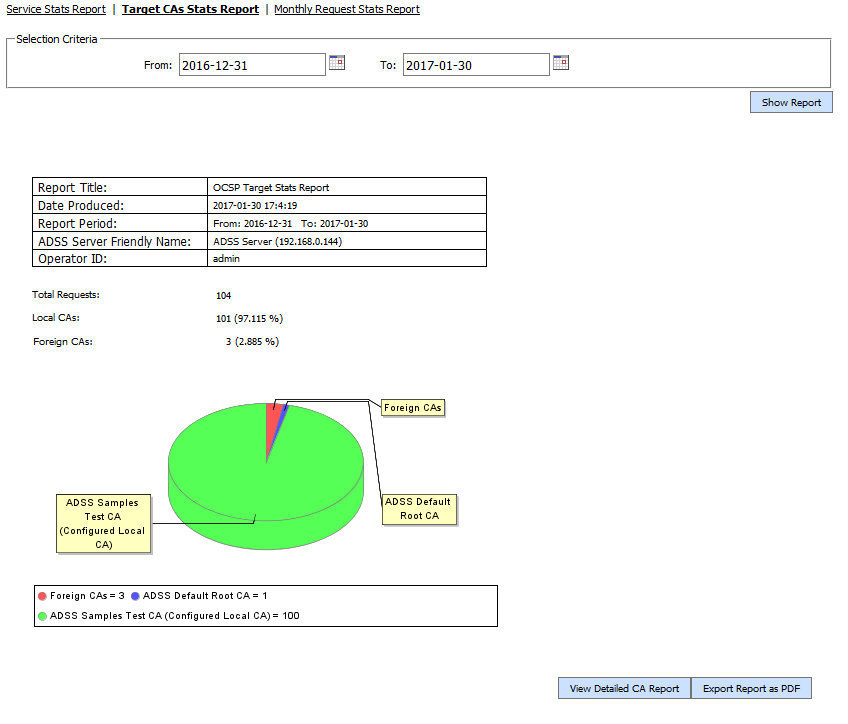 Service Stats Report | Target CAs Stats Report | Monthly Request Stats Report
Selection Criteria
From: 2016-12-31 To: 2017-01-30
Show Report
Report Title: OCSP Target Stats Report
Date Produced: 2017-01-30 17:4:19
Report Period: From: 2016-12-31 To: 2017-01-30
ADSS Server Friendly Name: ADSS Server (192.168.0.144)
Operator ID: admin
Total Requests: 104
Local CAs: 101 (97.115 %)
Foreign CAs: 3 (2.885 %)
Foreign CAs
ADSS Default
Root CA
ADSS Samples
Test CA
(Configured Local
CA)
Foreign CAs = 3 ADSS Default Root CA = 1
ADSS Samples Test CA (Configured Local CA) = 100
View Detailed CA Report Export Report as PDF